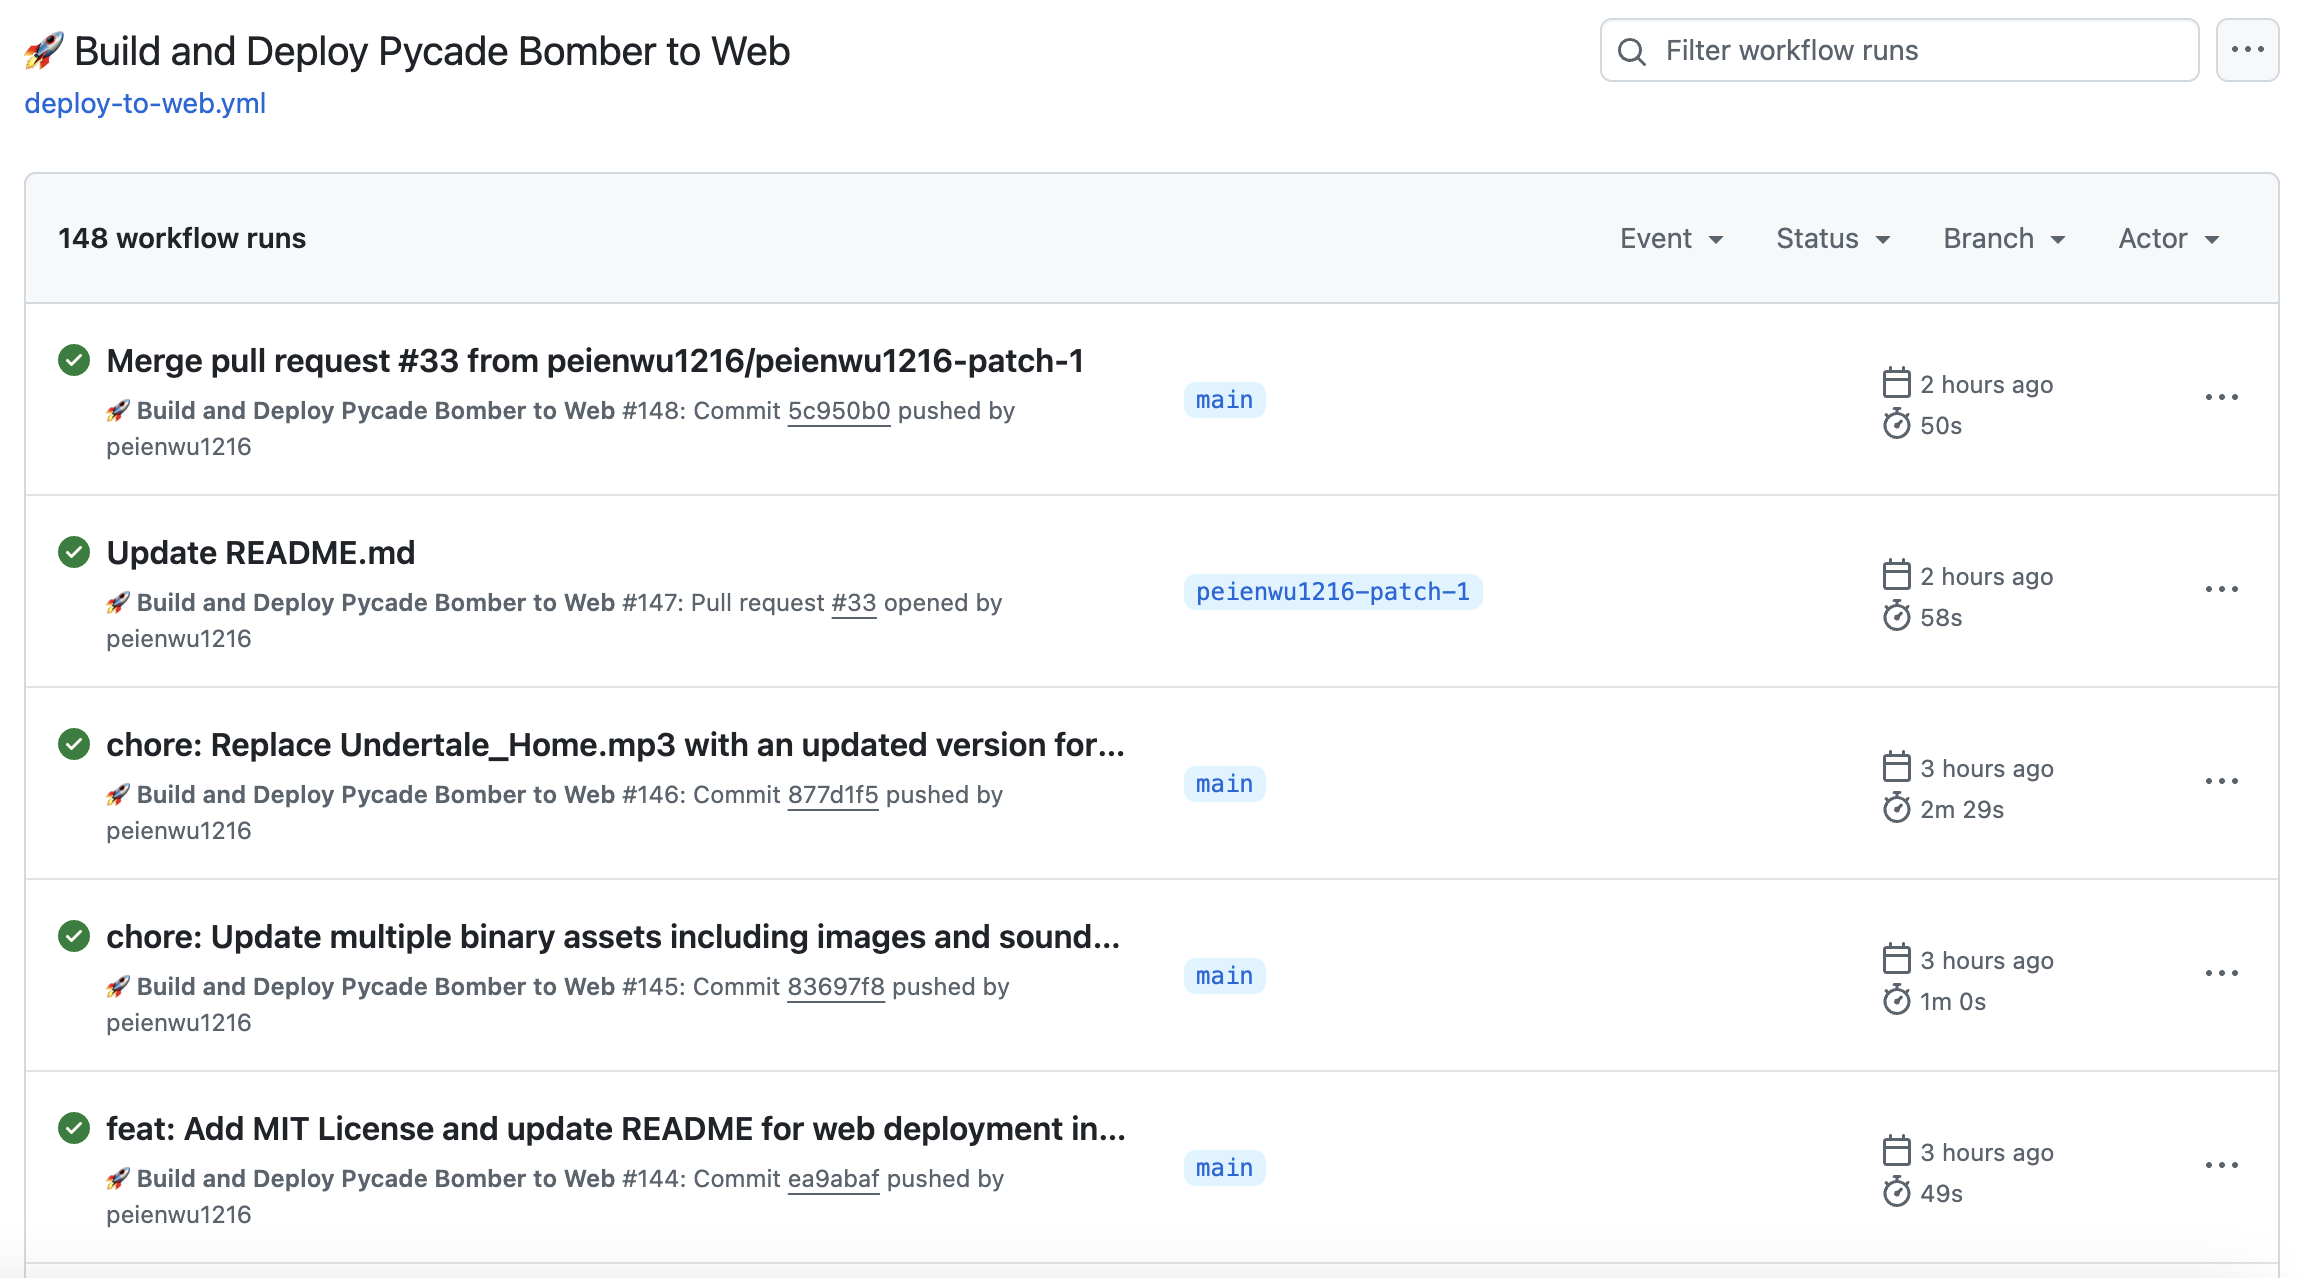 🚀 Build and Deploy Pycade Bomber to Web
deploy-to-web.yml
Filter workflow runs
148 workflow runs
Event
Status
Branch
Actor
Merge pull request #33 from peienwu1216/peienwu1216-patch-1
🚀 Build and Deploy Pycade Bomber to Web #148: Commit 5c950b0 pushed by
peienwu1216
main
2 hours ago
50s
Update README.md
🚀 Build and Deploy Pycade Bomber to Web #147: Pull request #33 opened by
peienwu1216
peienwu1216-patch-1
2 hours ago
58s
chore: Replace Undertale_Home.mp3 with an updated version for...
🚀 Build and Deploy Pycade Bomber to Web #146: Commit 877d1f5 pushed by
peienwu1216
main
3 hours ago
2m 29s
chore: Update multiple binary assets including images and sound...
🚀 Build and Deploy Pycade Bomber to Web #145: Commit 83697f8 pushed by
peienwu1216
main
3 hours ago
1m 0s
feat: Add MIT License and update README for web deployment in...
🚀 Build and Deploy Pycade Bomber to Web #144: Commit ea9abaf pushed by
peienwu1216
main
3 hours ago
49s